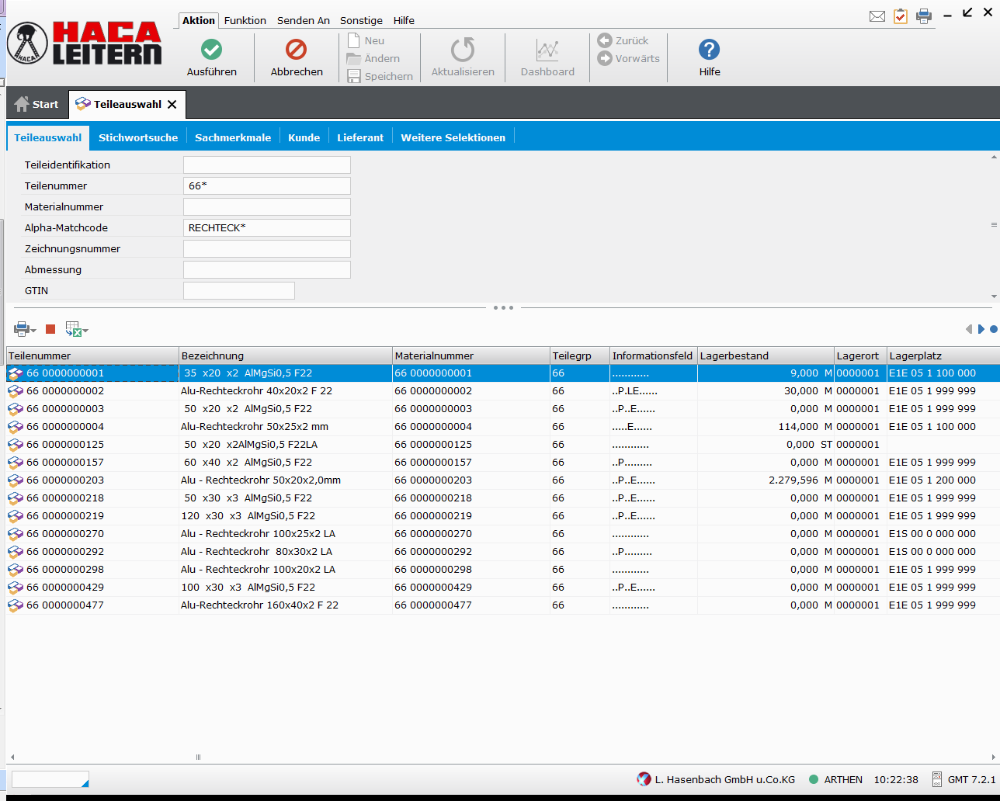 HACA
LEITERN
HACA
Aktion Funktion Senden An Sonstige Hilfe
Ausführen
Abbrechen
Neu
Ändern
Speichern
Aktualisieren
Dashboard
Zurück
Vorwärts
Hilfe
Start Teileauswahl
Teileauswahl Stichwortsuche Sachmerkmale Kunde Lieferant Weitere Selektionen
Teileidentifikation
Teilenummer 66*
Materialnummer
Alpha-Matchcode RECHTECK*
Zeichnungsnummer
Abmessung
GTIN
Teilenummer Bezeichnung Materialnummer Teilegrp Informationsfeld Lagerbestand Lagerort Lagerplatz
66 0000000001 35 x20 x2 AlMgSi0,5 F22 66 0000000001 66 ............ 9,000 M 0000001 E1E 05 1 100 000
66 0000000002 Alu-Rechteckrohr 40x20x2 F 22 66 0000000002 66 ..P.LE...... 30,000 M 0000001 E1E 05 1 999 999
66 0000000003 50 x20 x2 AlMgSi0,5 F22 66 0000000003 66 ..P..E...... 0,000 M 0000001 E1E 05 1 999 999
66 0000000004 Alu-Rechteckrohr 50x25x2 mm 66 0000000004 66 .....E...... 114,000 M 0000001 E1E 05 1 100 000
66 0000000125 50 x20 x2AlMgSi0,5 F22LA 66 0000000125 66 ............ 0,000 ST 0000001
66 0000000157 60 x40 x2 AlMgSi0,5 F22 66 0000000157 66 ..P......... 0,000 M 0000001 E1E 05 1 999 999
66 0000000203 Alu - Rechteckrohr 50x20x2,0mm 66 0000000203 66 ............ 2.279,596 M 0000001 E1E 05 1 200 000
66 0000000218 50 x30 x3 AlMgSi0,5 F22 66 0000000218 66 ..P..E...... 0,000 M 0000001 E1E 05 1 999 999
66 0000000219 120 x30 x3 AlMgSi0,5 F22 66 0000000219 66 ..P..E...... 0,000 M 0000001 E1E 05 1 999 999
66 0000000270 Alu - Rechteckrohr 100x25x2 LA 66 0000000270 66 ............ 0,000 M 0000001 E1S 00 0 000 000
66 0000000292 Alu - Rechteckrohr 80x30x2 LA 66 0000000292 66 ..P......... 0,000 M 0000001 E1S 00 0 000 000
66 0000000298 Alu - Rechteckrohr 100x20x2 LA 66 0000000298 66 ............ 0,000 M 0000001 E1E 05 1 999 999
66 0000000429 100 x30 x3 AlMgSi0,5 F22 66 0000000429 66 ..P..E...... 0,000 M 0000001 E1E 05 1 999 999
66 0000000477 Alu-Rechteckrohr 160x40x2 F 22 66 0000000477 66 ............ 0,000 M 0000001 E1E 05 1 999 999
L. Hasenbach GmbH u.Co.KG ARTHEN 10:22:38 GMT 7.2.1